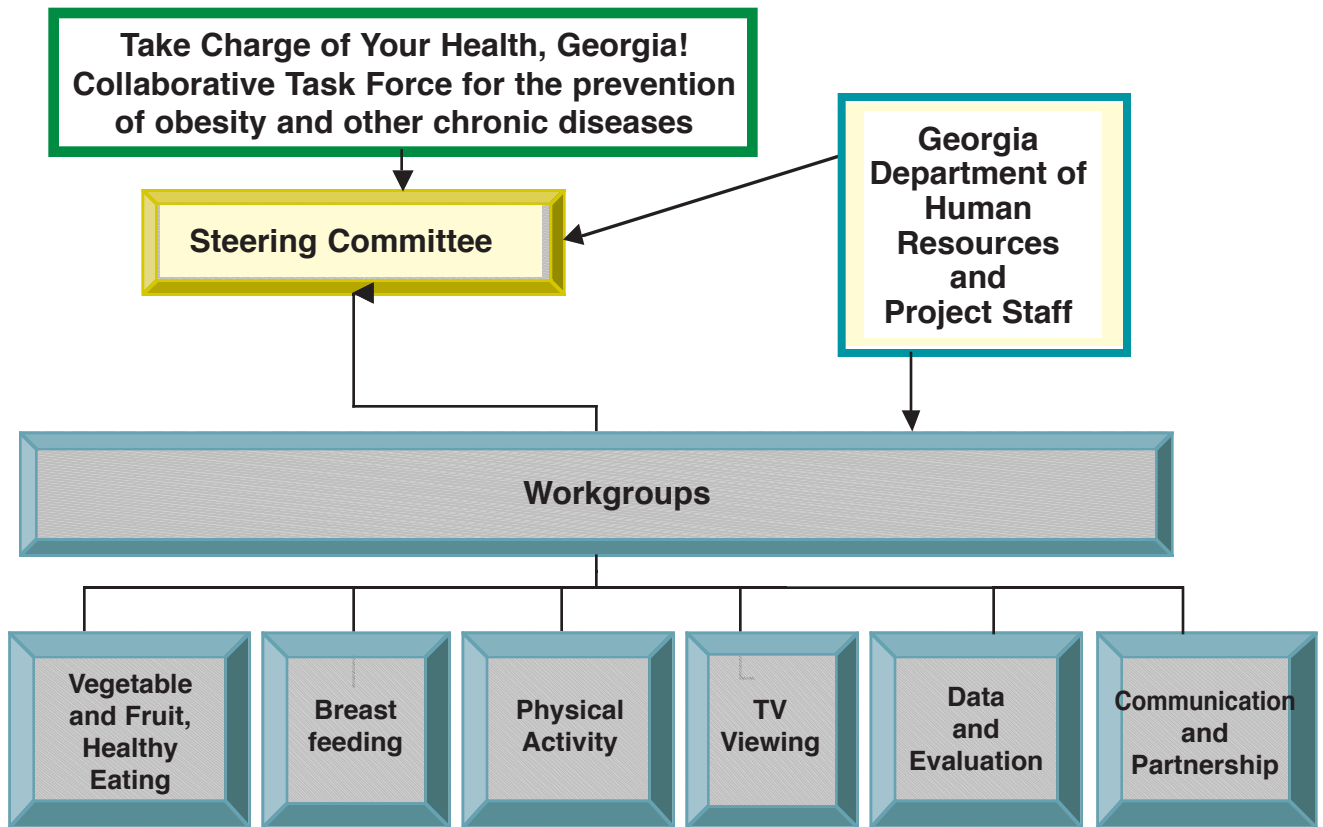 Take Charge of Your Health, Georgia!
Collaborative Task Force for the prevention
of obesity and other chronic diseases
Georgia
Department of
Human
Resources
and
Project Staff
Steering Committee
Workgroups
Vegetable
and Fruit,
Healthy
Eating
Breast
feeding
Physical
Activity
TV
Viewing
Data
and
Evaluation
Communication
and
Partnership